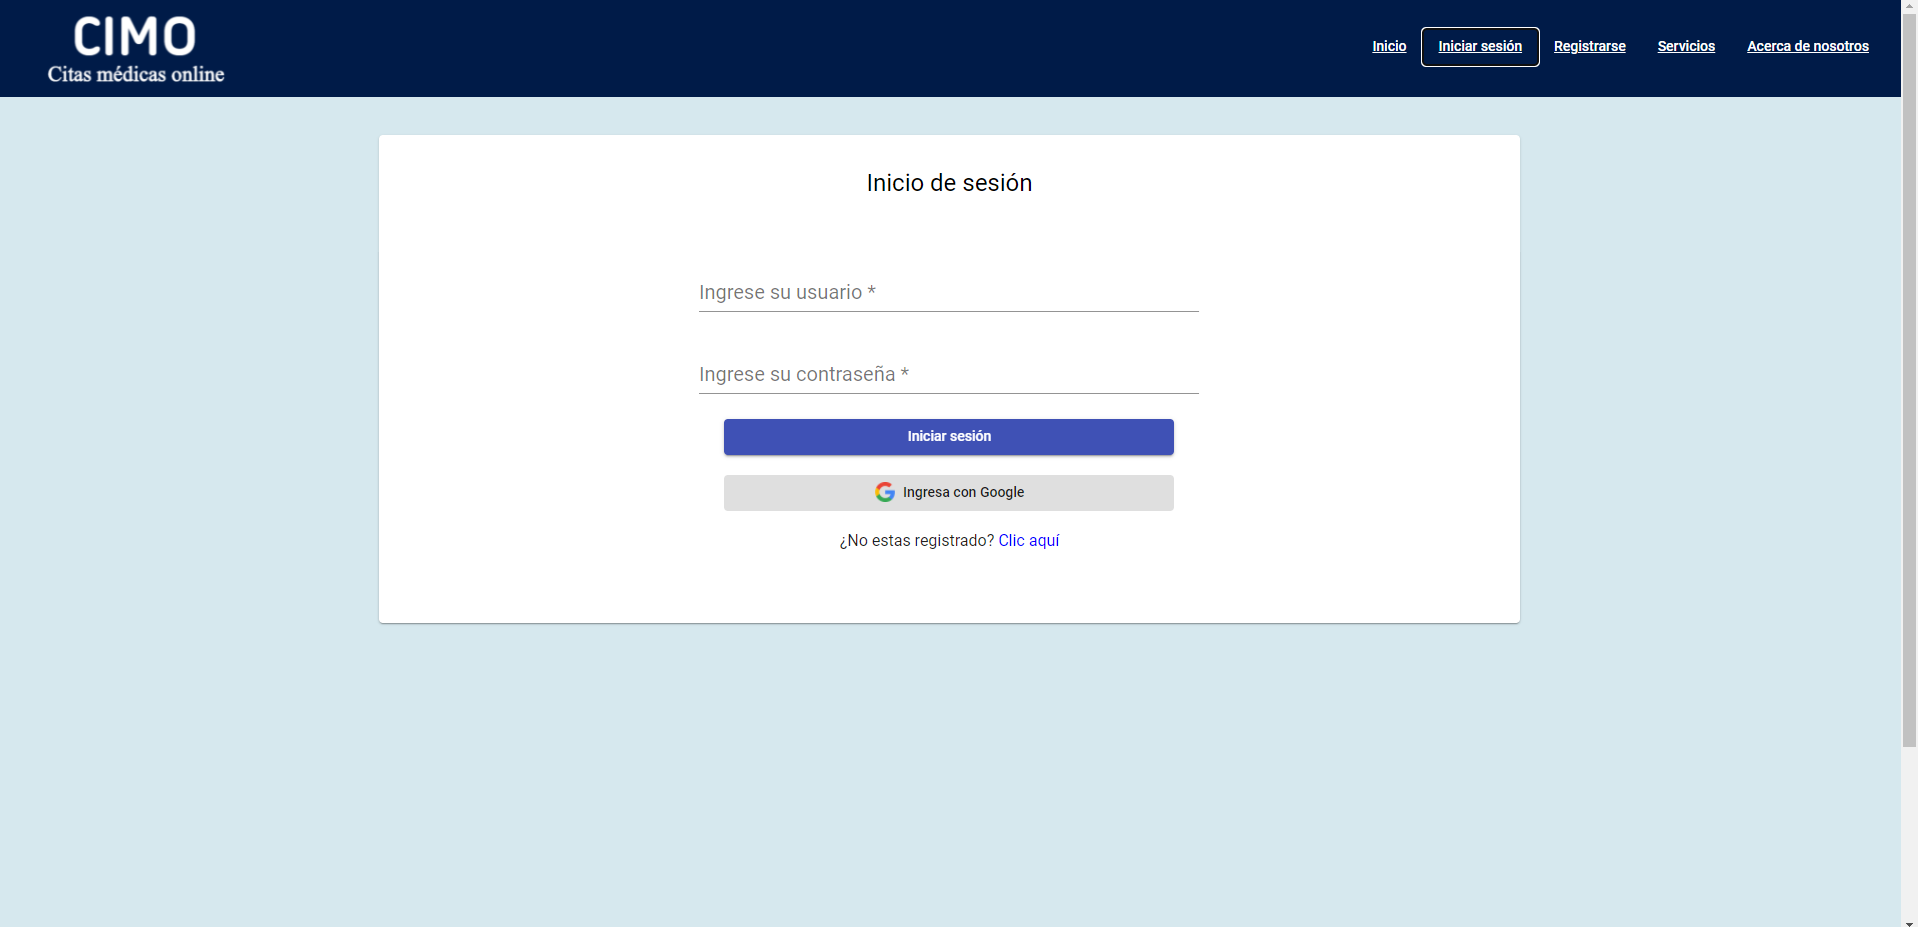 CIMO
Citas médicas online
Inicio
Iniciar sesión
Registrarse
Servicios
Acerca de nosotros
Inicio de sesión
Ingrese su usuario *
Ingrese su contraseña *
Iniciar sesión
Ingresa con Google
¿No estas registrado? Clic aquí